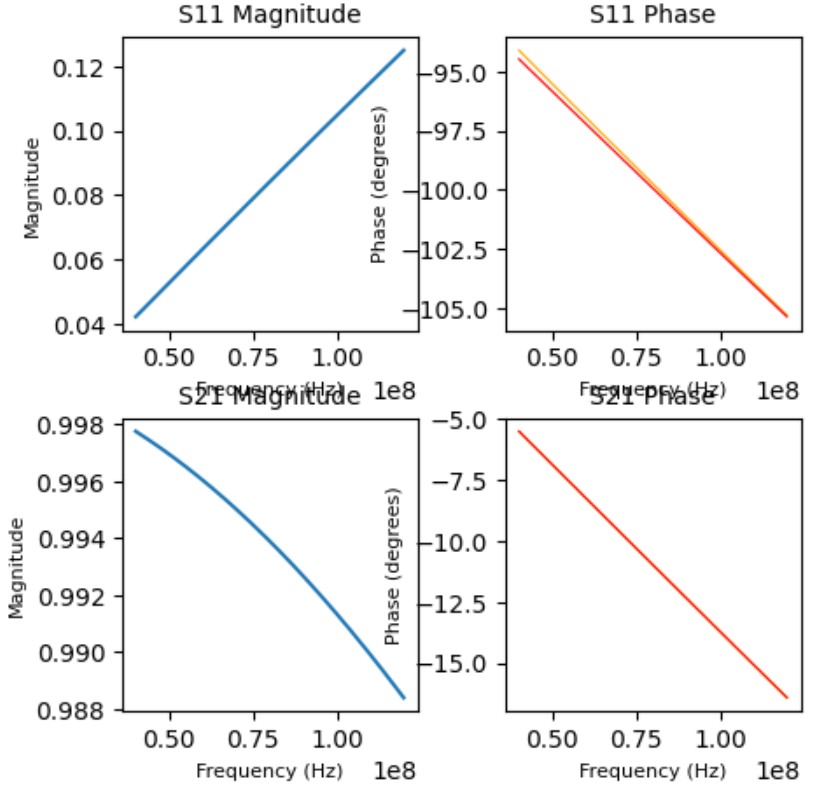 S11 Magnitude
Magnitude
0.12
0.10
0.08
0.06
0.04
0.50 0.75 1.00
Frequency (Hz)
1e8
S11 Phase
Phase (degrees)
−95.0
−97.5
−100.0
−102.5
−105.0
0.50 0.75 1.00
Frequency (Hz)
1e8
S21 Magnitude
Magnitude
0.998
0.996
0.994
0.992
0.990
0.988
0.50 0.75 1.00
Frequency (Hz)
1e8
S21 Phase
Phase (degrees)
−5.0
−7.5
−10.0
−12.5
−15.0
0.50 0.75 1.00
Frequency (Hz)
1e8